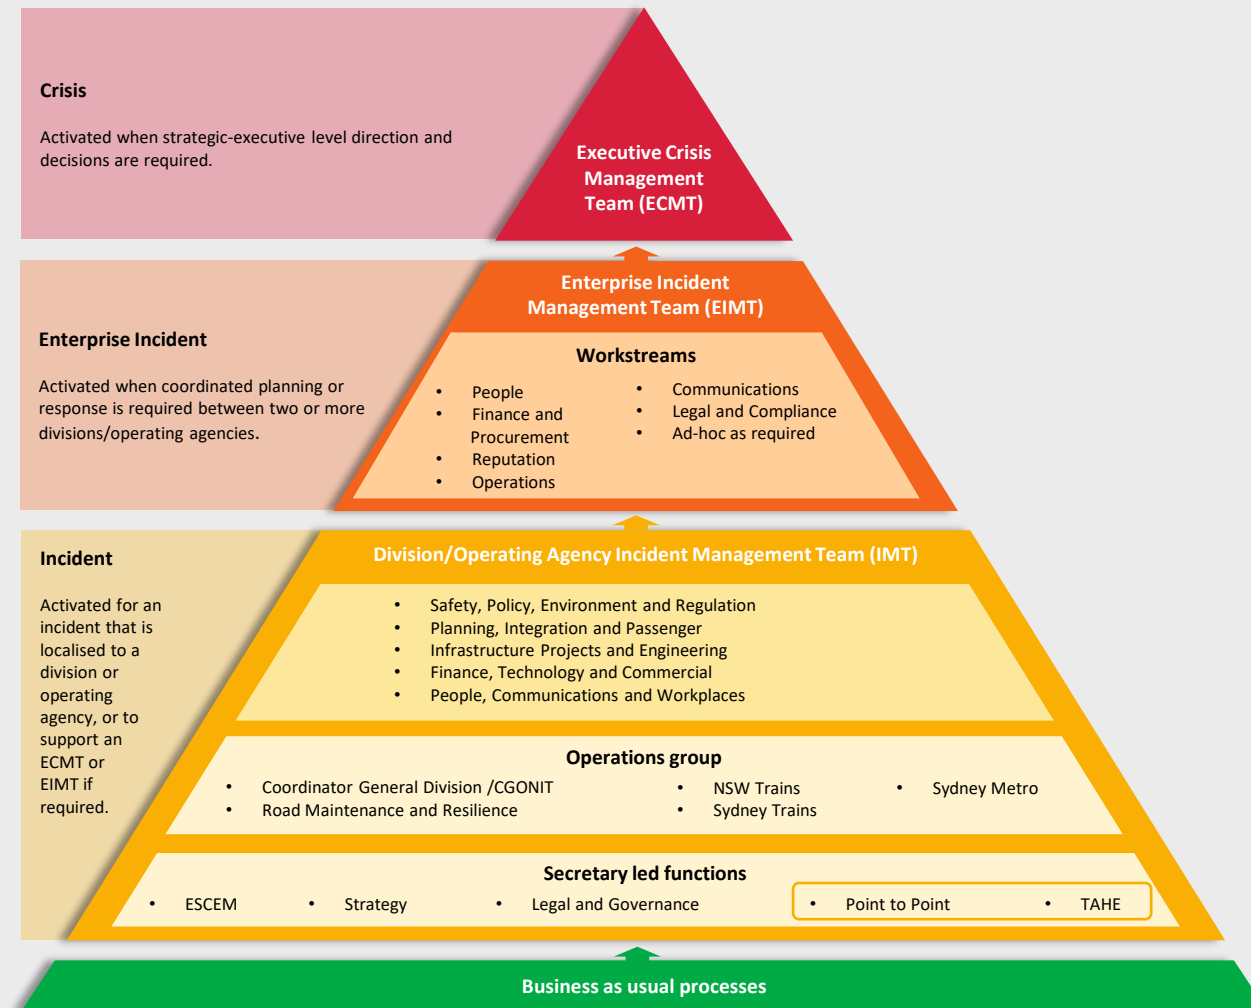 Crisis
Activated when strategic-executive level direction and
decisions are required.
Executive Crisis
Management
Team (ECMT)
Enterprise Incident
Activated when coordinated planning or
response is required between two or more
divisions/operating agencies.
Enterprise Incident
Management Team (EIMT)
Workstreams
• People
• Finance and
Procurement
• Reputation
• Operations
• Communications
• Legal and Compliance
• Ad-hoc as required
Incident
Activated for an
incident that is
localised to a
division or
operating
agency, or to
support an
ECMT or
EIMT if
required.
Division/Operating Agency Incident Management Team (IMT)
• Safety, Policy, Environment and Regulation
• Planning, Integration and Passenger
• Infrastructure Projects and Engineering
• Finance, Technology and Commercial
• People, Communications and Workplaces
Operations group
• Coordinator General Division /CGONIT
• Road Maintenance and Resilience
• NSW Trains
• Sydney Trains
• Sydney Metro
Secretary led functions
• ESCEM • Strategy • Legal and Governance • Point to Point • TAHE
Business as usual processes